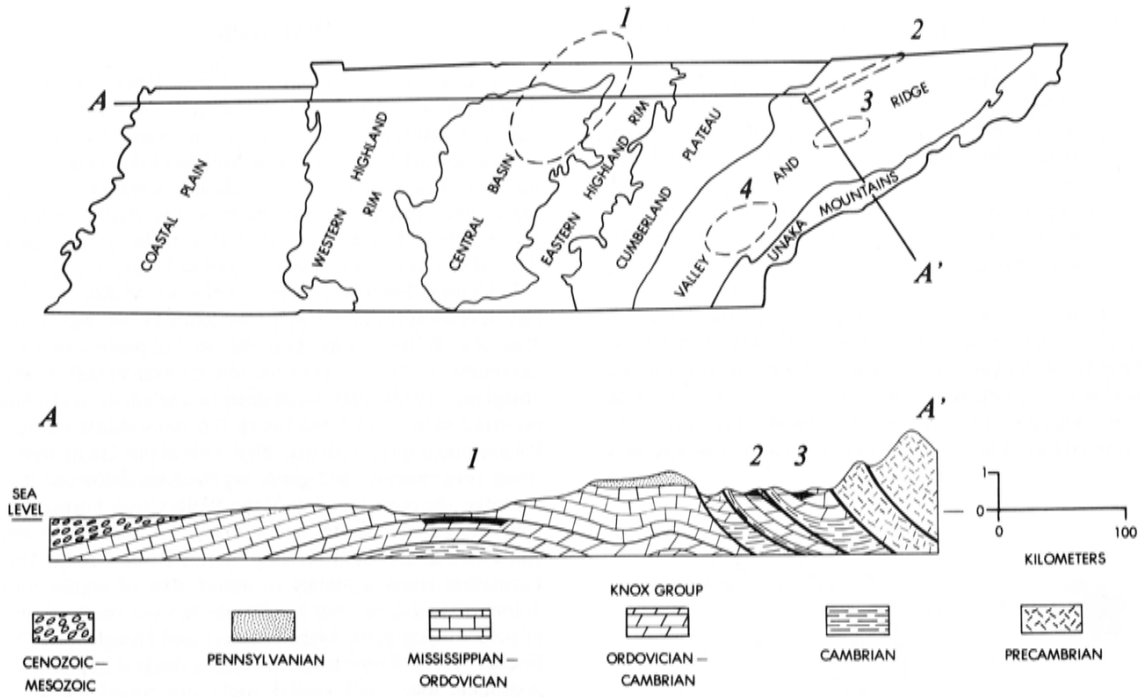 1
2
A
3
4
COASTAL PLAIN
WESTERN HIGHLAND RIM
CENTRAL BASIN
EASTERN HIGHLAND RIM
CUMBERLAND PLATEAU
VALLEY AND RIDGE
UNAKA MOUNTAINS
A'
A
A'
1
2
3
SEA
LEVEL
1
0
0
100
KILOMETERS
KNOX GROUP
CENOZOIC—
MESOZOIC
PENNSYLVANIAN
MISSISSIPPIAN—
ORDOVICIAN
ORDOVICIAN—
CAMBRIAN
CAMBRIAN
PRECAMBRIAN